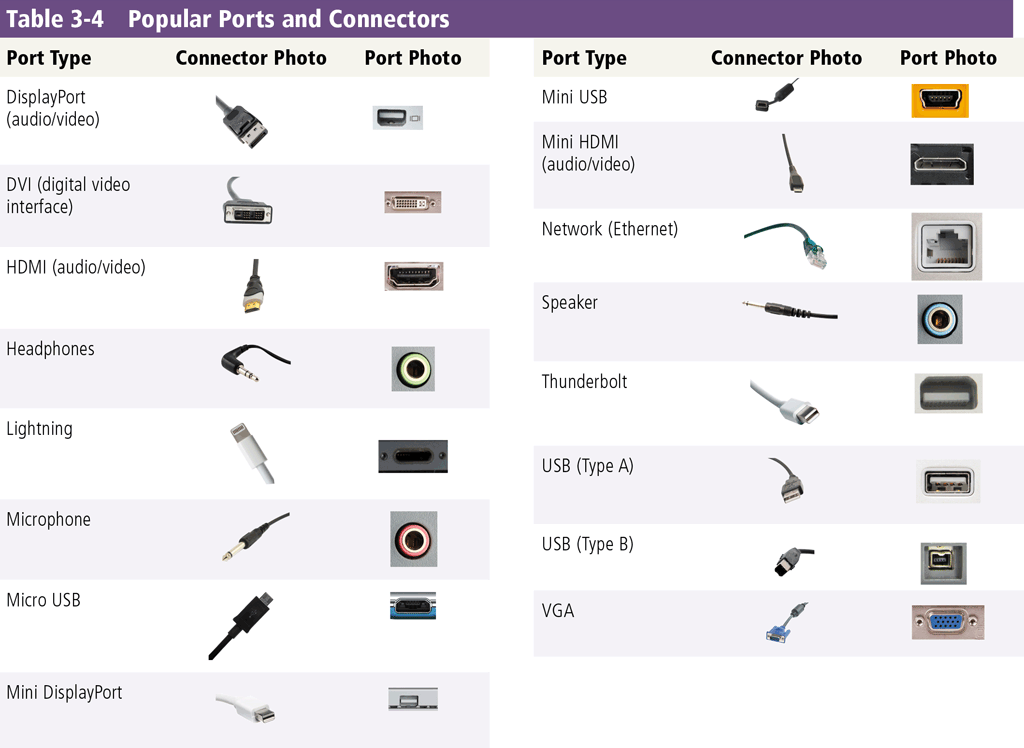 Table 3-4 Popular Ports and Connectors
Port Type Connector Photo Port Photo
DisplayPort
(audio/video)
DVI (digital video
interface)
HDMI (audio/video)
Headphones
Lightning
Microphone
Micro USB
Mini DisplayPort
Port Type Connector Photo Port Photo
Mini USB
Mini HDMI
(audio/video)
Network (Ethernet)
Speaker
Thunderbolt
USB (Type A)
USB (Type B)
VGA